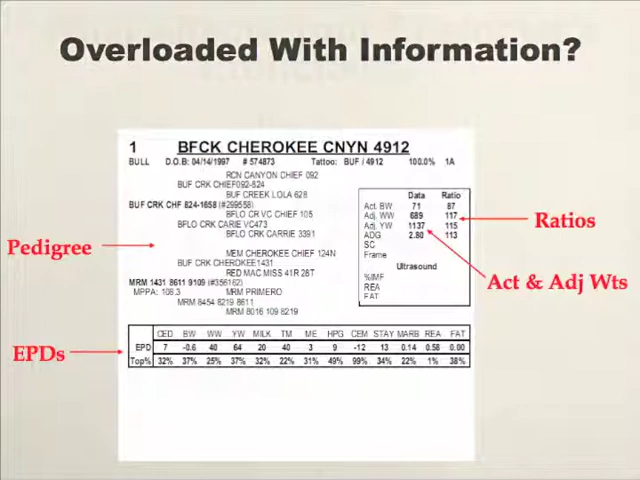 Overloaded With Information?
1 BFCK CHEROKEE CNYN 4912
BULL D.O.B: 04/14/1997 # 574873 Tattoo: BUF / 4912 100.0% 1A
RCN CANYON CHIEF 092
BUF CRK CHIEF092-824
BUF CREEK LOLA 628
BUF CRK CHF 824-1658 (#299558)
BFLO CR VC CHIEF 105
BFLO CRK CARIE VC473
BFLO CRK CARRIE 3391
MEM CHEROKEE CHIEF 124N
BUF CRK CHEROKEE1431
RED MAC MISS 41R 28T
MRM 1431 8611 9109 (#356162)
MPPA: 108.3 MRM PRIMERO
MRM 8454 8219 8611
MRM 8016 109 8219
Data Ratio
Act. BW 71 87
Adj. WW 689 117
Adj. YW 1137 115
ADG 2.80 113
SC
Frame
Ultrasound
%IMF
REA
FAT
Ratios
Act & Adj Wts
Pedigree
EPDs
CED BW WW YW MILK TM ME HPG CEM STAY MARB REA FAT
EPD 7 -0.6 40 64 20 40 3 9 -12 13 0.14 0.58 0.00
Top% 32% 37% 25% 37% 32% 22% 31% 49% 99% 34% 22% 1% 38%